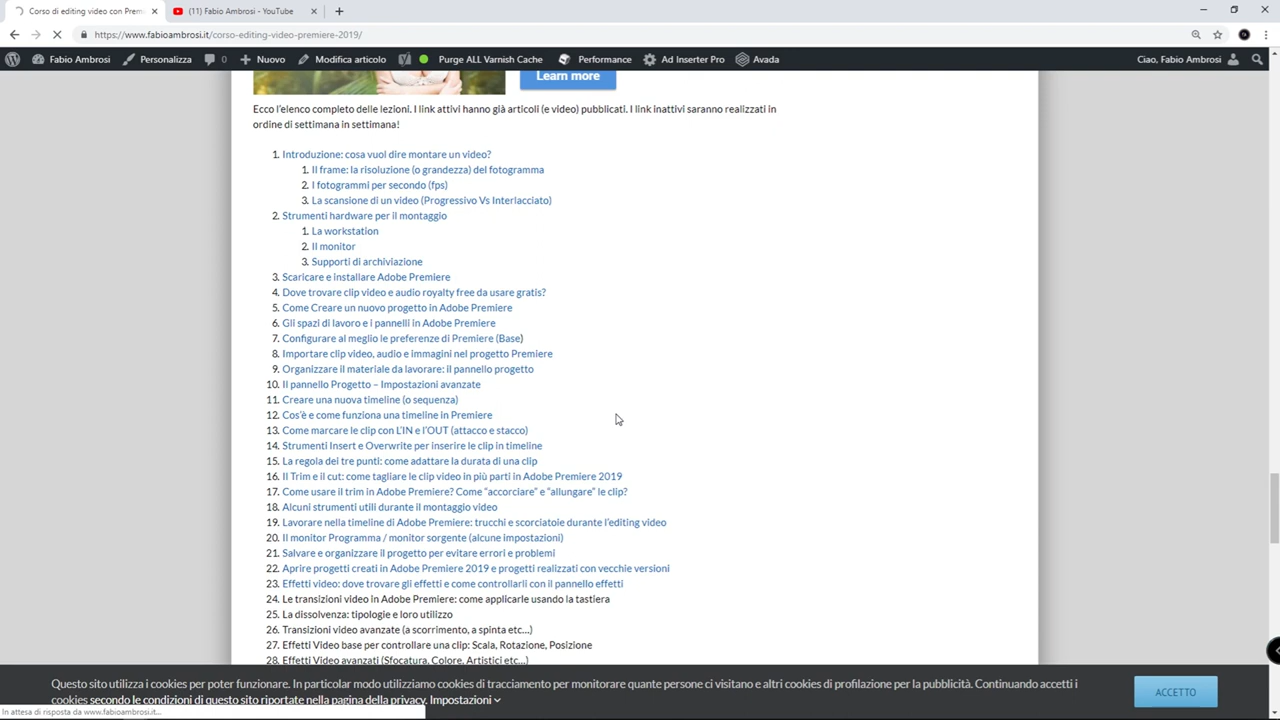 Corso di editing video con Premi
(11) Fabio Ambrosi - YouTube
https://www.fabioambrosi.it/corso-editing-video-premiere-2019/
Fabio Ambrosi
Personalizza
0
Nuovo
Modifica articolo
Purge ALL Varnish Cache
Performance
Ad Inserter Pro
Avada
Ciao, Fabio Ambrosi
Learn more
Ecco l'elenco completo delle lezioni. I link attivi hanno già articoli (e video) pubblicati. I link inattivi saranno realizzati in
ordine di settimana in settimana!
1. Introduzione: cosa vuol dire montare un video?
1. Il frame: la risoluzione (o grandezza) del fotogramma
2. I fotogrammi per secondo (fps)
3. La scansione di un video (Progressivo Vs Interlacciato)
2. Strumenti hardware per il montaggio
1. La workstation
2. Il monitor
3. Supporti di archiviazione
3. Scaricare e installare Adobe Premiere
4. Dove trovare clip video e audio royalty free da usare gratis?
5. Come Creare un nuovo progetto in Adobe Premiere
6. Gli spazi di lavoro e i pannelli in Adobe Premiere
7. Configurare al meglio le preferenze di Premiere (Base)
8. Importare clip video, audio e immagini nel progetto Premiere
9. Organizzare il materiale da lavorare: il pannello progetto
10. Il pannello Progetto – Impostazioni avanzate
11. Creare una nuova timeline (o sequenza)
12. Cos'è e come funziona una timeline in Premiere
13. Come marcare le clip con L'IN e l'OUT (attacco e stacco)
14. Strumenti Insert e Overwrite per inserire le clip in timeline
15. La regola dei tre punti: come adattare la durata di una clip
16. Il Trim e il cut: come tagliare le clip video in più parti in Adobe Premiere 2019
17. Come usare il trim in Adobe Premiere? Come “accorciare” e “allungare” le clip?
18. Alcuni strumenti utili durante il montaggio video
19. Lavorare nella timeline di Adobe Premiere: trucchi e scorciatoie durante l'editing video
20. Il monitor Programma / monitor sorgente (alcune impostazioni)
21. Salvare e organizzare il progetto per evitare errori e problemi
22. Aprire progetti creati in Adobe Premiere 2019 e progetti realizzati con vecchie versioni
23. Effetti video: dove trovare gli effetti e come controllarli con il pannello effetti
24. Le transizioni video in Adobe Premiere: come applicarle usando la tastiera
25. La dissolvenza: tipologie e loro utilizzo
26. Transizioni video avanzate (a scorrimento, a spinta etc...)
27. Effetti Video base per controllare una clip: Scala, Rotazione, Posizione
28. Effetti Video avanzati (Sfocatura, Colore, Artistici etc...)
Questo sito utilizza i cookies per poter funzionare. In particolar modo utilizziamo cookies di tracciamento per monitorare quante persone ci visitano e altri cookies di profilazione per la pubblicità. Continuando accetti i
cookies secondo le condizioni di questo sito riportate nella pagina della privacy. Impostazioni
ACCETTO
In attesa di risposta da www.fabioambrosi.it...